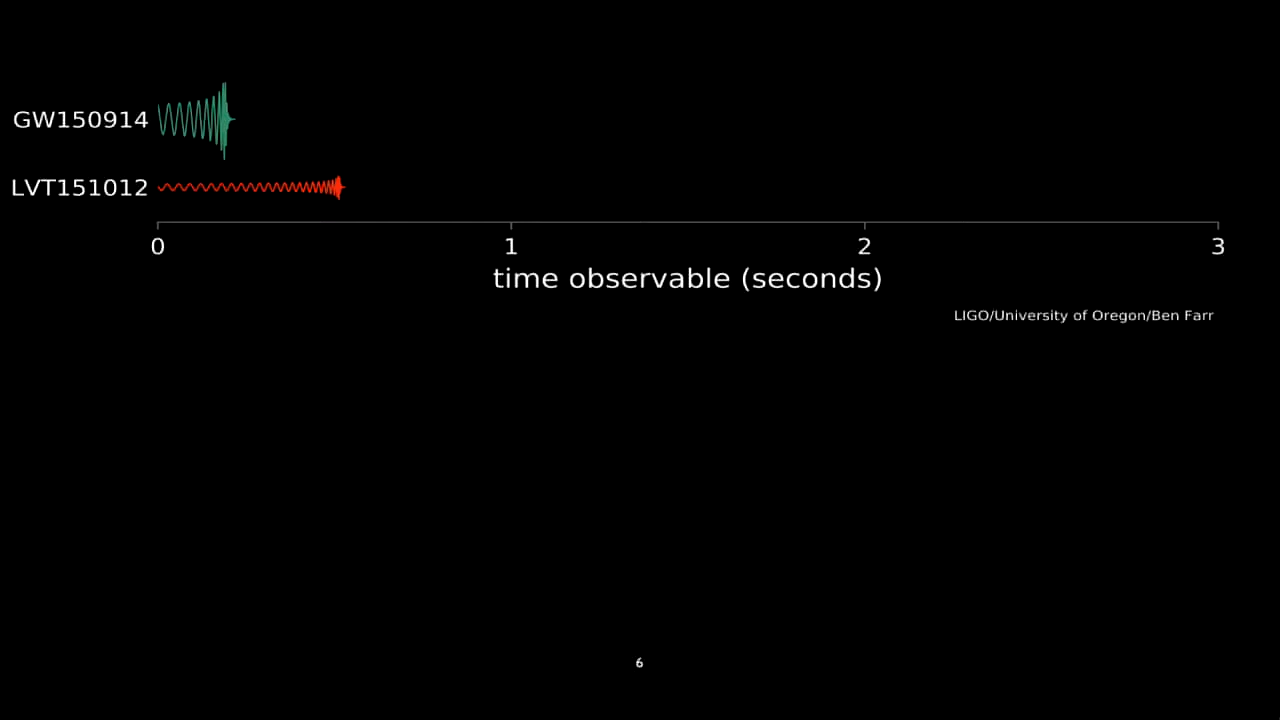 GW150914
LVT151012
0 1 2 3
time observable (seconds)
LIGO/University of Oregon/Ben Farr
6